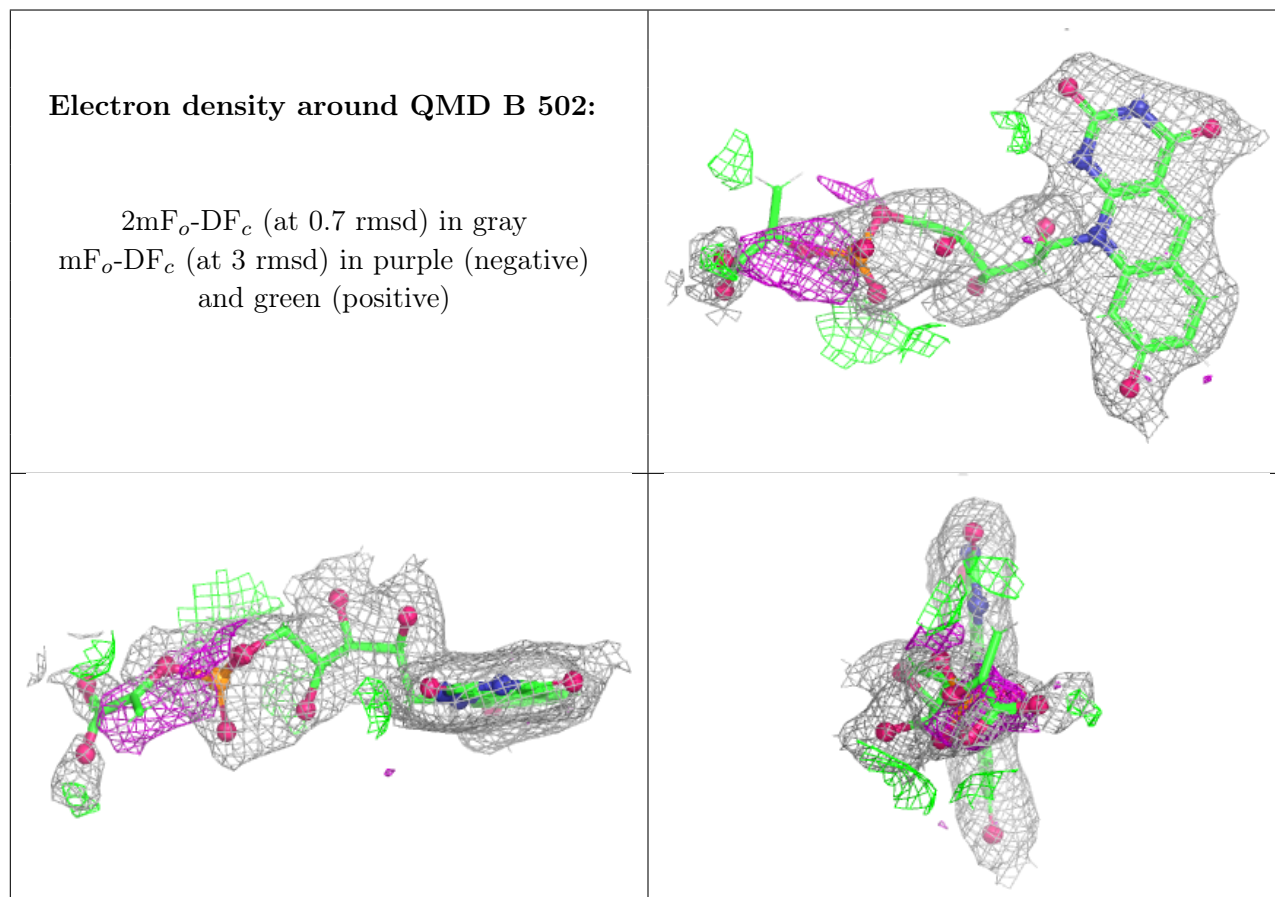 Electron density around QMD B 502:
2mFo-DFc (at 0.7 rmsd) in gray
mFo-DFc (at 3 rmsd) in purple (negative)
and green (positive)